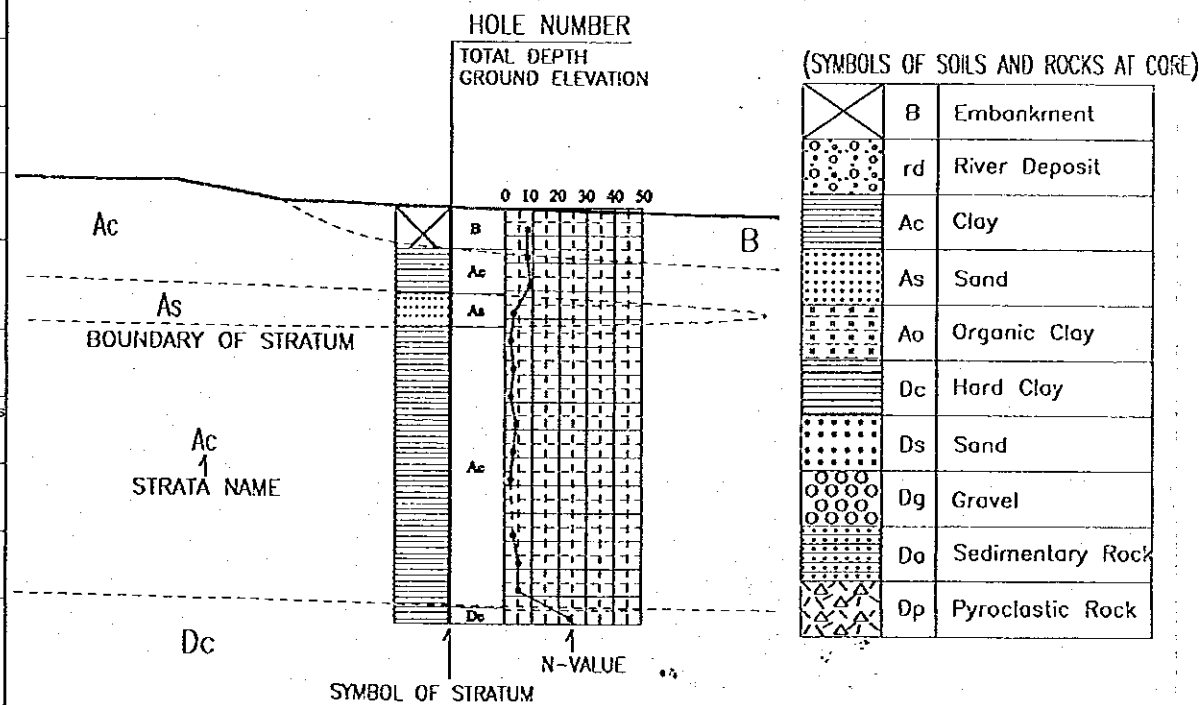 HOLE NUMBER
TOTAL DEPTH
GROUND ELEVATION
0 10 20 30 40 50
Ac
B
B
Ac
As
As
BOUNDARY OF STRATUM
Ac
STRATA NAME
Ac
Dc
Dc
N-VALUE
SYMBOL OF STRATUM
(SYMBOLS OF SOILS AND ROCKS AT CORE)
B Embankment
rd River Deposit
Ac Clay
As Sand
Ao Organic Clay
Dc Hard Clay
Ds Sand
Dg Gravel
Da Sedimentary Rock
Dp Pyroclastic Rock